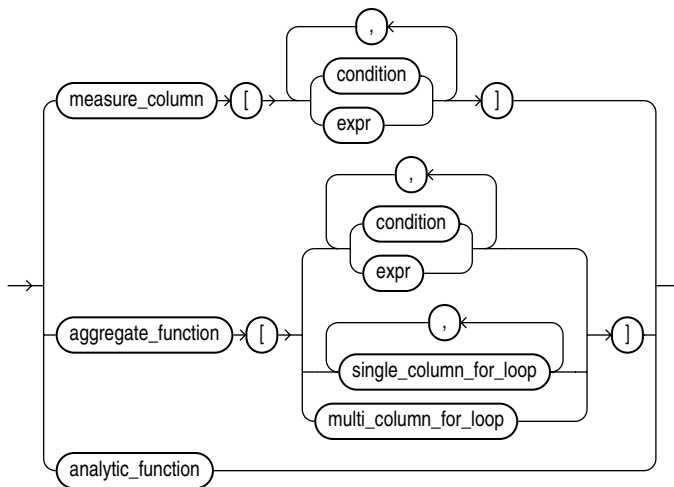 ,
condition
measure_column [ ]
expr
,
condition
expr
,
aggregate_function [ ]
single_column_for_loop
multi_column_for_loop
analytic_function